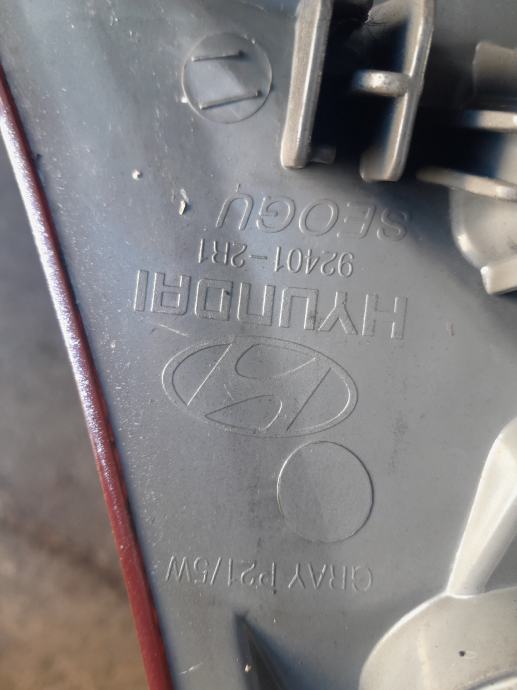 GRAY P21/5W
HYUNDAI
92401-2R1
SEOGU